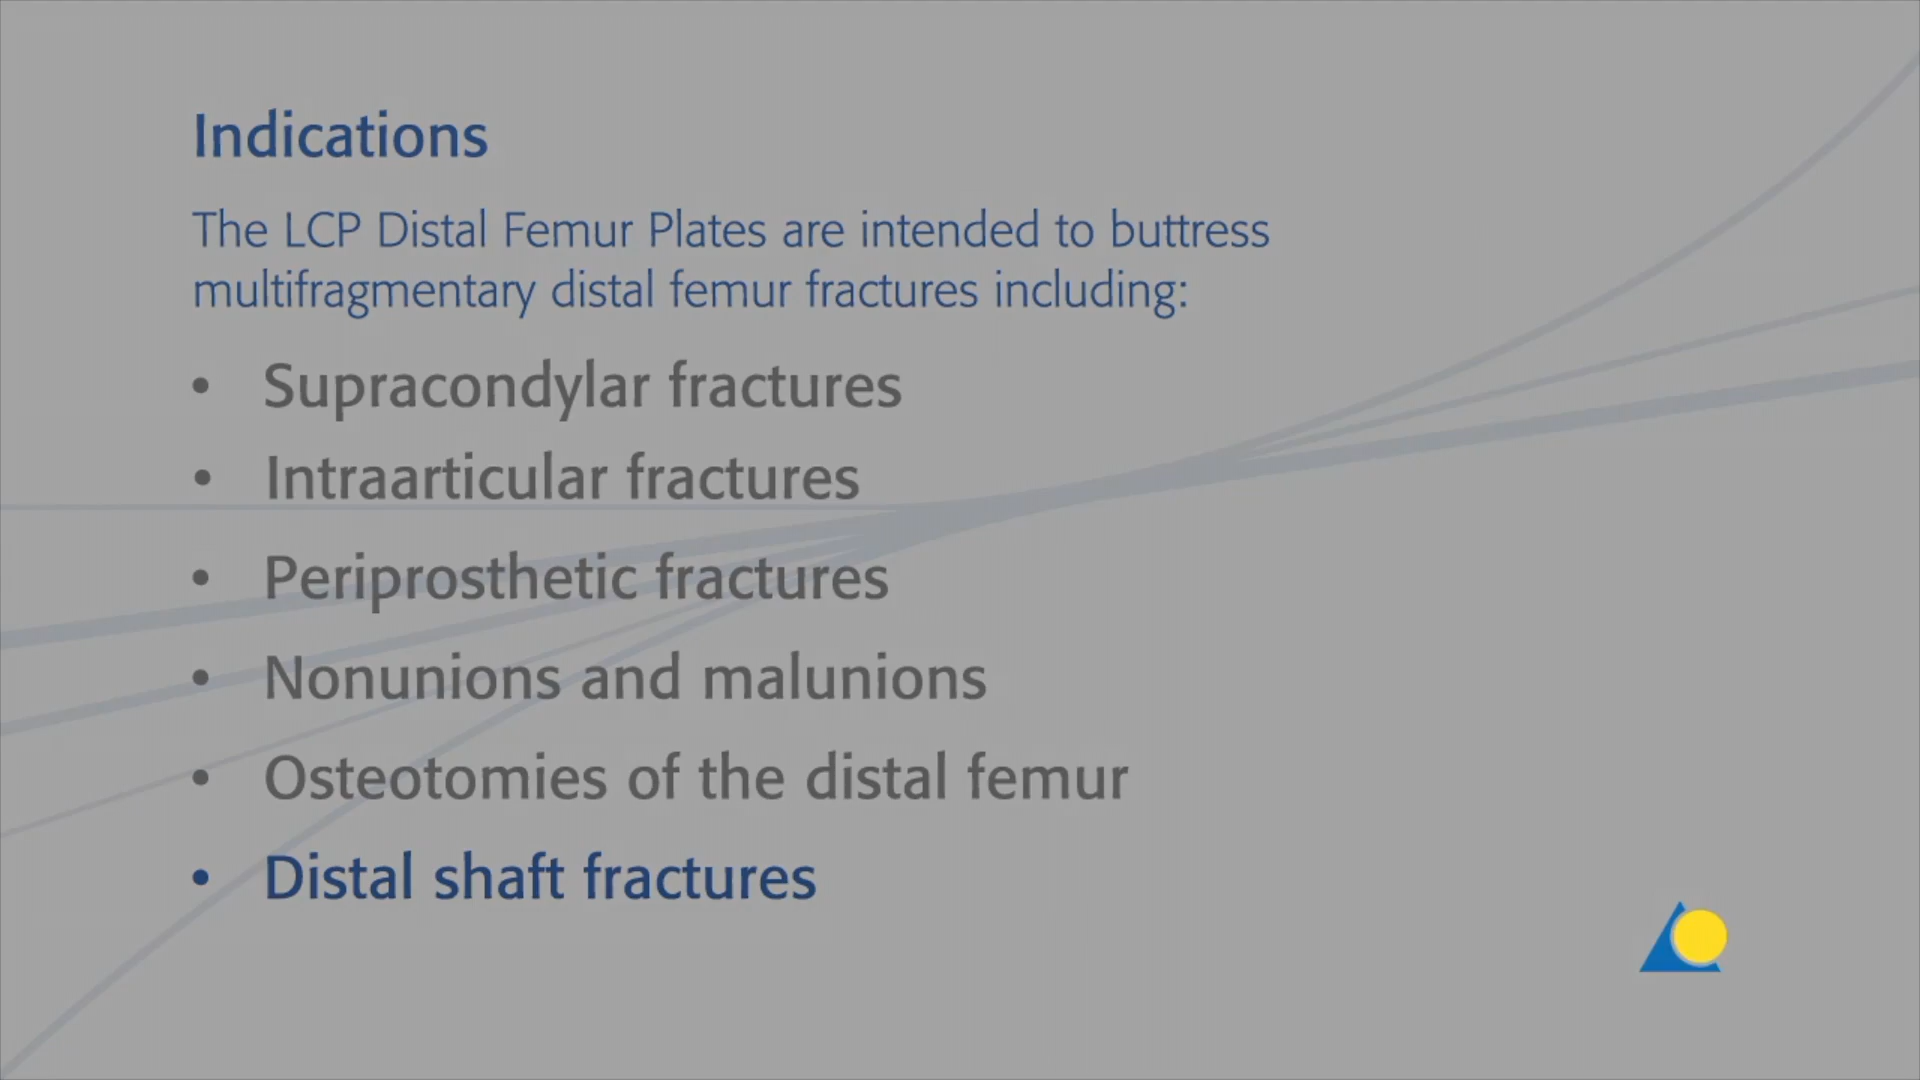 Indications
The LCP Distal Femur Plates are intended to buttress
multifragmentary distal femur fractures including:
• Supracondylar fractures
• Intraarticular fractures
• Periprosthetic fractures
• Nonunions and malunions
• Osteotomies of the distal femur
• Distal shaft fractures